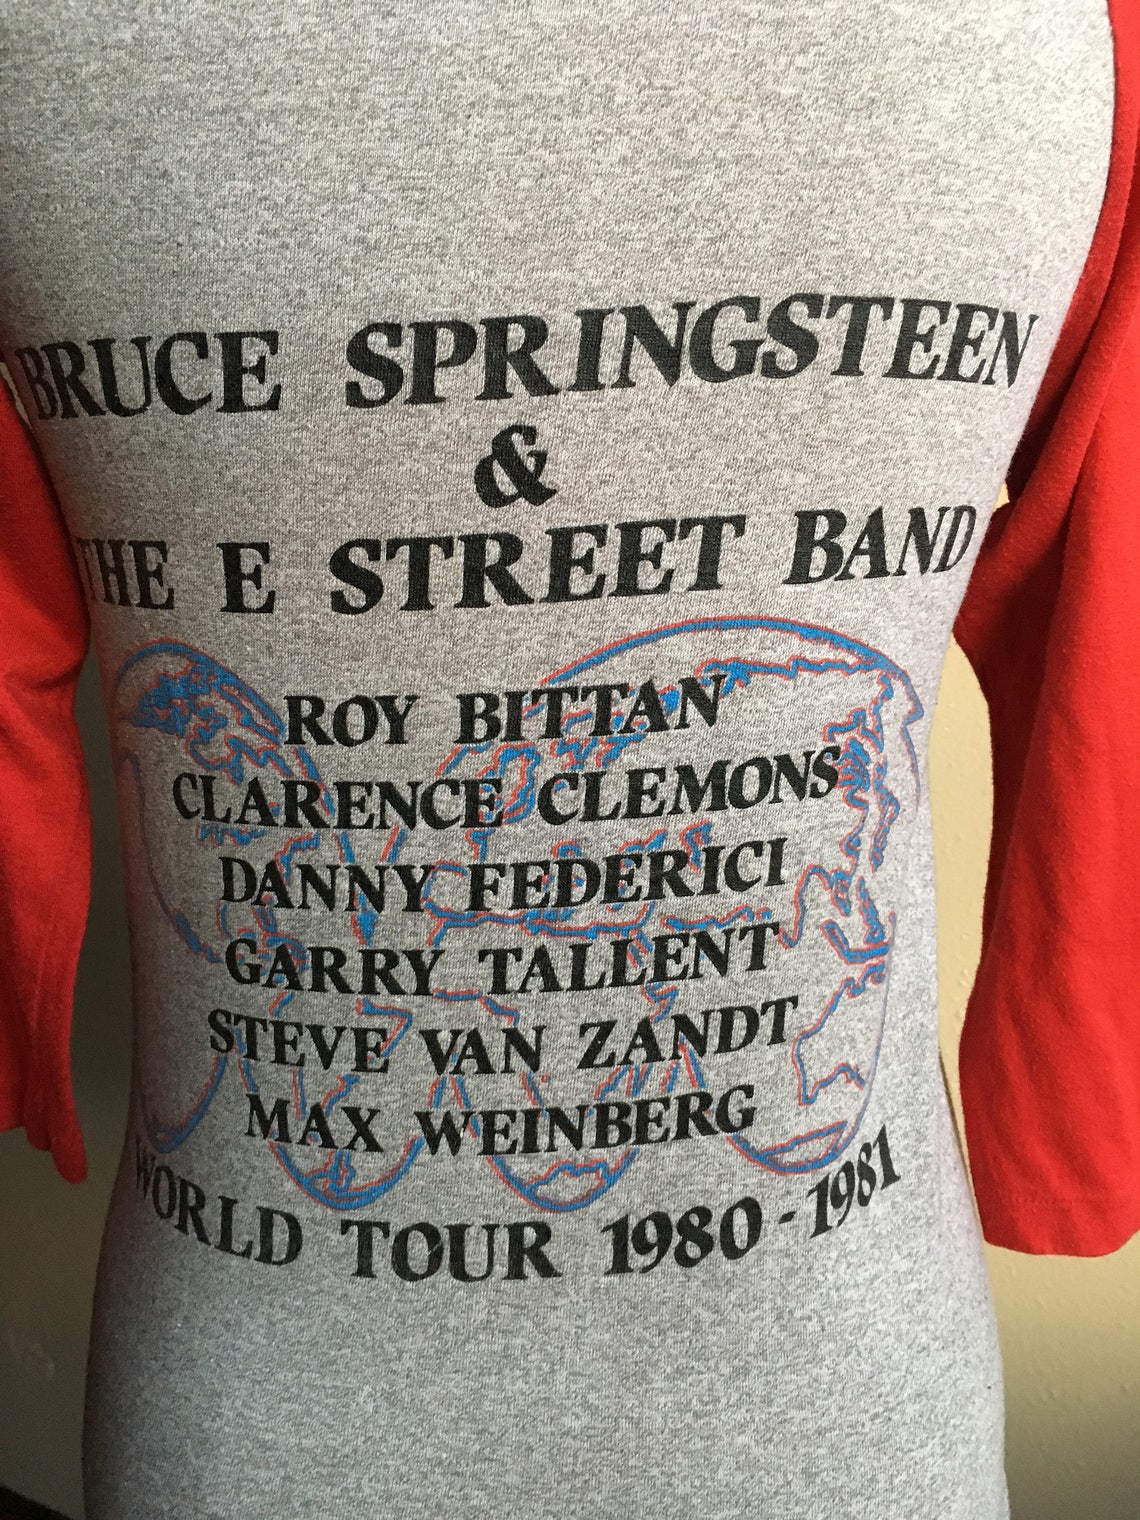 BRUCE SPRINGSTEEN
&
THE E STREET BAND
ROY BITTAN
CLARENCE CLEMONS
DANNY FEDERICI
GARRY TALLENT
STEVE VAN ZANDT
MAX WEINBERG
WORLD TOUR 1980-1981